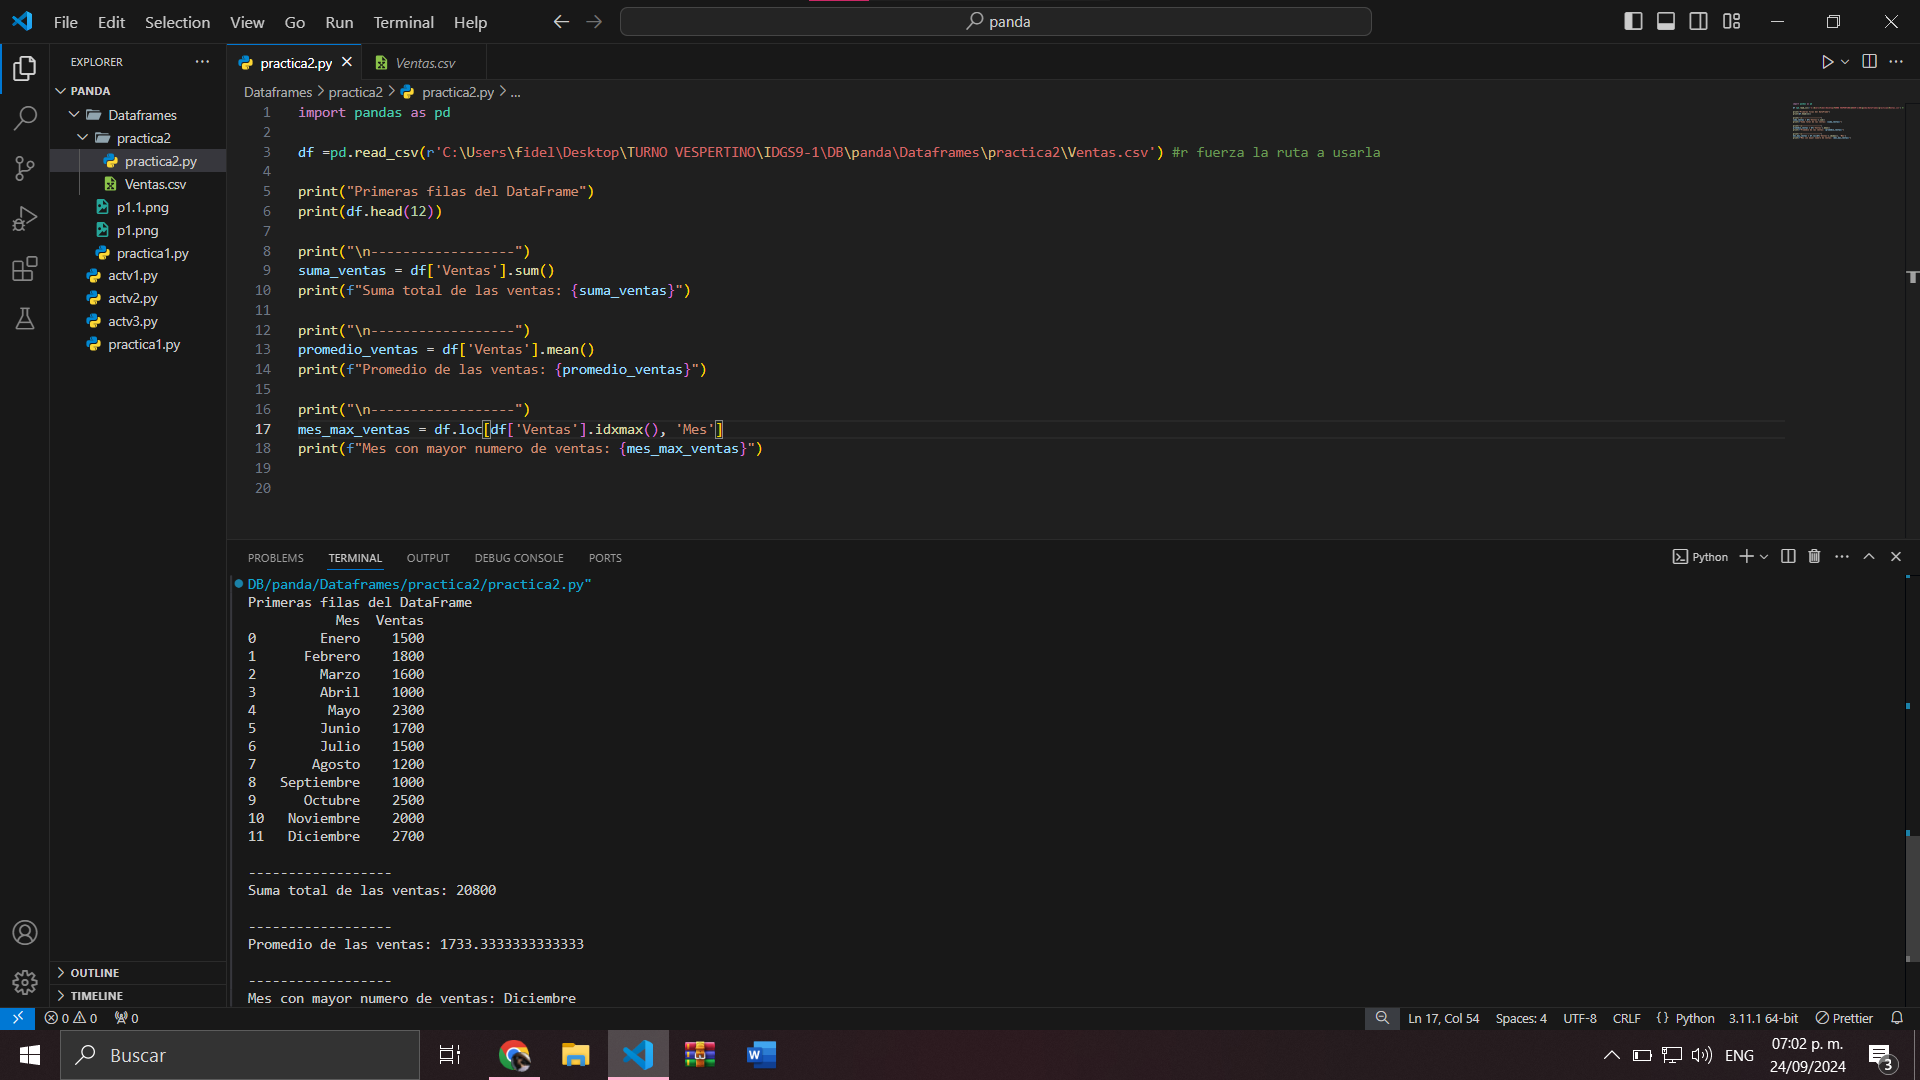 File Edit Selection View Go Run Terminal Help
panda
EXPLORER
PANDA
Dataframes
practica2
practica2.py
Ventas.csv
p1.1.png
p1.png
practica1.py
actv1.py
actv2.py
actv3.py
practica1.py
OUTLINE
TIMELINE
practica2.py Ventas.csv
Dataframes > practica2 > practica2.py > ...
1 import pandas as pd
2
3 df =pd.read_csv(r'C:\Users\fidel\Desktop\TURNO VESPERTINO\IDGS9-1\DB\panda\Dataframes\practica2\Ventas.csv') #r fuerza la ruta a usarla
4
5 print("Primeras filas del DataFrame")
6 print(df.head(12))
7
8 print("\n------------------")
9 suma_ventas = df['Ventas'].sum()
10 print(f"Suma total de las ventas: {suma_ventas}")
11
12 print("\n------------------")
13 promedio_ventas = df['Ventas'].mean()
14 print(f"Promedio de las ventas: {promedio_ventas}")
15
16 print("\n------------------")
17 mes_max_ventas = df.loc[df['Ventas'].idxmax(), 'Mes']
18 print(f"Mes con mayor numero de ventas: {mes_max_ventas}")
19
20
PROBLEMS TERMINAL OUTPUT DEBUG CONSOLE PORTS
Python
DB/panda/Dataframes/practica2/practica2.py"
Primeras filas del DataFrame
Mes Ventas
0 Enero 1500
1 Febrero 1800
2 Marzo 1600
3 Abril 1000
4 Mayo 2300
5 Junio 1700
6 Julio 1500
7 Agosto 1200
8 Septiembre 1000
9 Octubre 2500
10 Noviembre 2000
11 Diciembre 2700
------------------
Suma total de las ventas: 20800
------------------
Promedio de las ventas: 1733.3333333333333
------------------
Mes con mayor numero de ventas: Diciembre
0 0 0
Ln 17, Col 54 Spaces: 4 UTF-8 CRLF {} Python 3.11.1 64-bit Prettier
Buscar
ENG
07:02 p. m.
24/09/2024
3